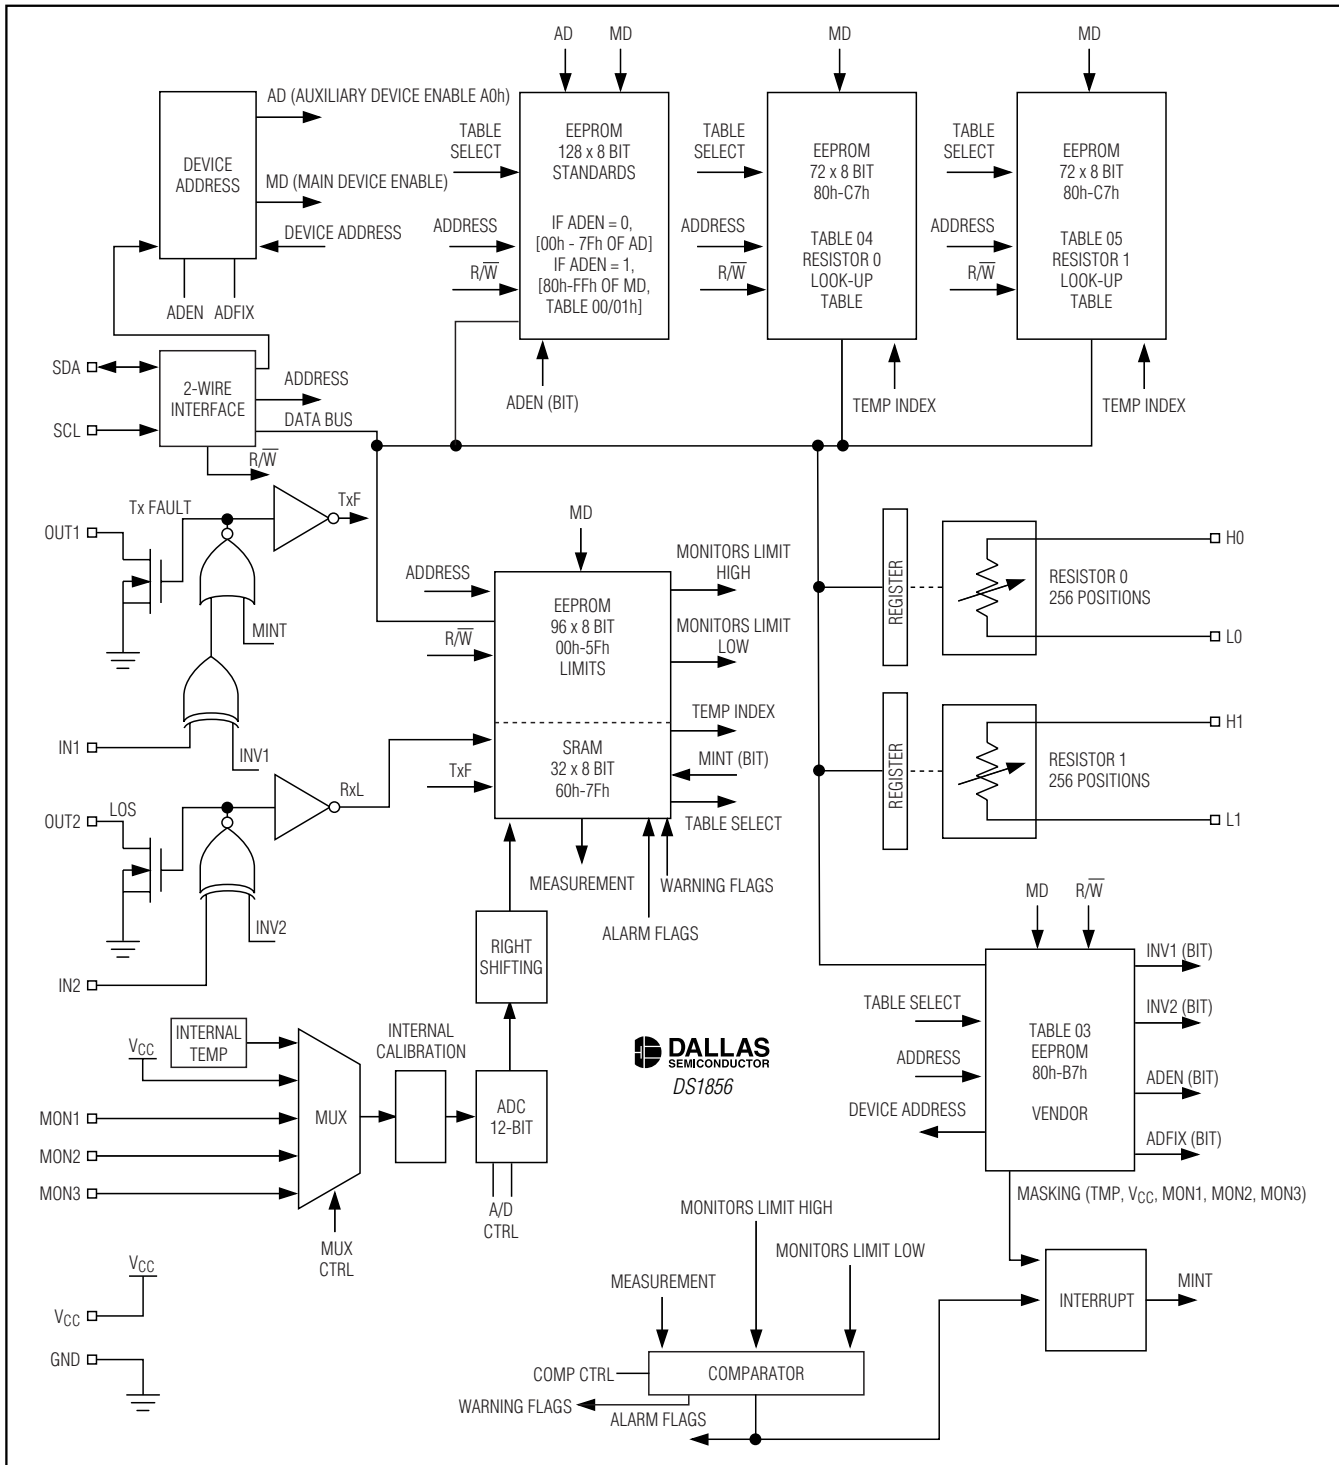 AD
MD
MD
MD
AD (AUXILIARY DEVICE ENABLE A0h)
DEVICE
ADDRESS
MD (MAIN DEVICE ENABLE)
DEVICE ADDRESS
ADEN
ADFIX
TABLE
SELECT
ADDRESS
R/W̅
EEPROM
128 x 8 BIT
STANDARDS
IF ADEN = 0,
[00h - 7Fh OF AD]
IF ADEN = 1,
[80h-FFh OF MD,
TABLE 00/01h]
ADEN (BIT)
TABLE
SELECT
ADDRESS
R/W̅
EEPROM
72 x 8 BIT
80h-C7h
TABLE 04
RESISTOR 0
LOOK-UP
TABLE
TEMP INDEX
TABLE
SELECT
ADDRESS
R/W̅
EEPROM
72 x 8 BIT
80h-C7h
TABLE 05
RESISTOR 1
LOOK-UP
TABLE
TEMP INDEX
SDA
SCL
2-WIRE
INTERFACE
ADDRESS
DATA BUS
R/W̅
Tx FAULT
TxF
OUT1
MINT
IN1
INV1
RxL
LOS
OUT2
INV2
IN2
MD
ADDRESS
R/W̅
TxF
EEPROM
96 x 8 BIT
00h-5Fh
LIMITS
SRAM
32 x 8 BIT
60h-7Fh
MONITORS LIMIT
HIGH
MONITORS LIMIT
LOW
TEMP INDEX
MINT (BIT)
TABLE SELECT
MEASUREMENT
WARNING FLAGS
ALARM FLAGS
REGISTER
RESISTOR 0
256 POSITIONS
H0
L0
REGISTER
RESISTOR 1
256 POSITIONS
H1
L1
RIGHT
SHIFTING
INTERNAL
TEMP
VCC
MON1
MON2
MON3
MUX
MUX
CTRL
INTERNAL
CALIBRATION
ADC
12-BIT
A/D
CTRL
DALLAS
SEMICONDUCTOR
DS1856
MD
R/W̅
TABLE SELECT
ADDRESS
DEVICE ADDRESS
TABLE 03
EEPROM
80h-B7h
VENDOR
INV1 (BIT)
INV2 (BIT)
ADEN (BIT)
ADFIX (BIT)
MASKING (TMP, VCC, MON1, MON2, MON3)
VCC
VCC
GND
MONITORS LIMIT HIGH
MONITORS LIMIT LOW
MEASUREMENT
COMP CTRL
COMPARATOR
WARNING FLAGS
ALARM FLAGS
INTERRUPT
MINT